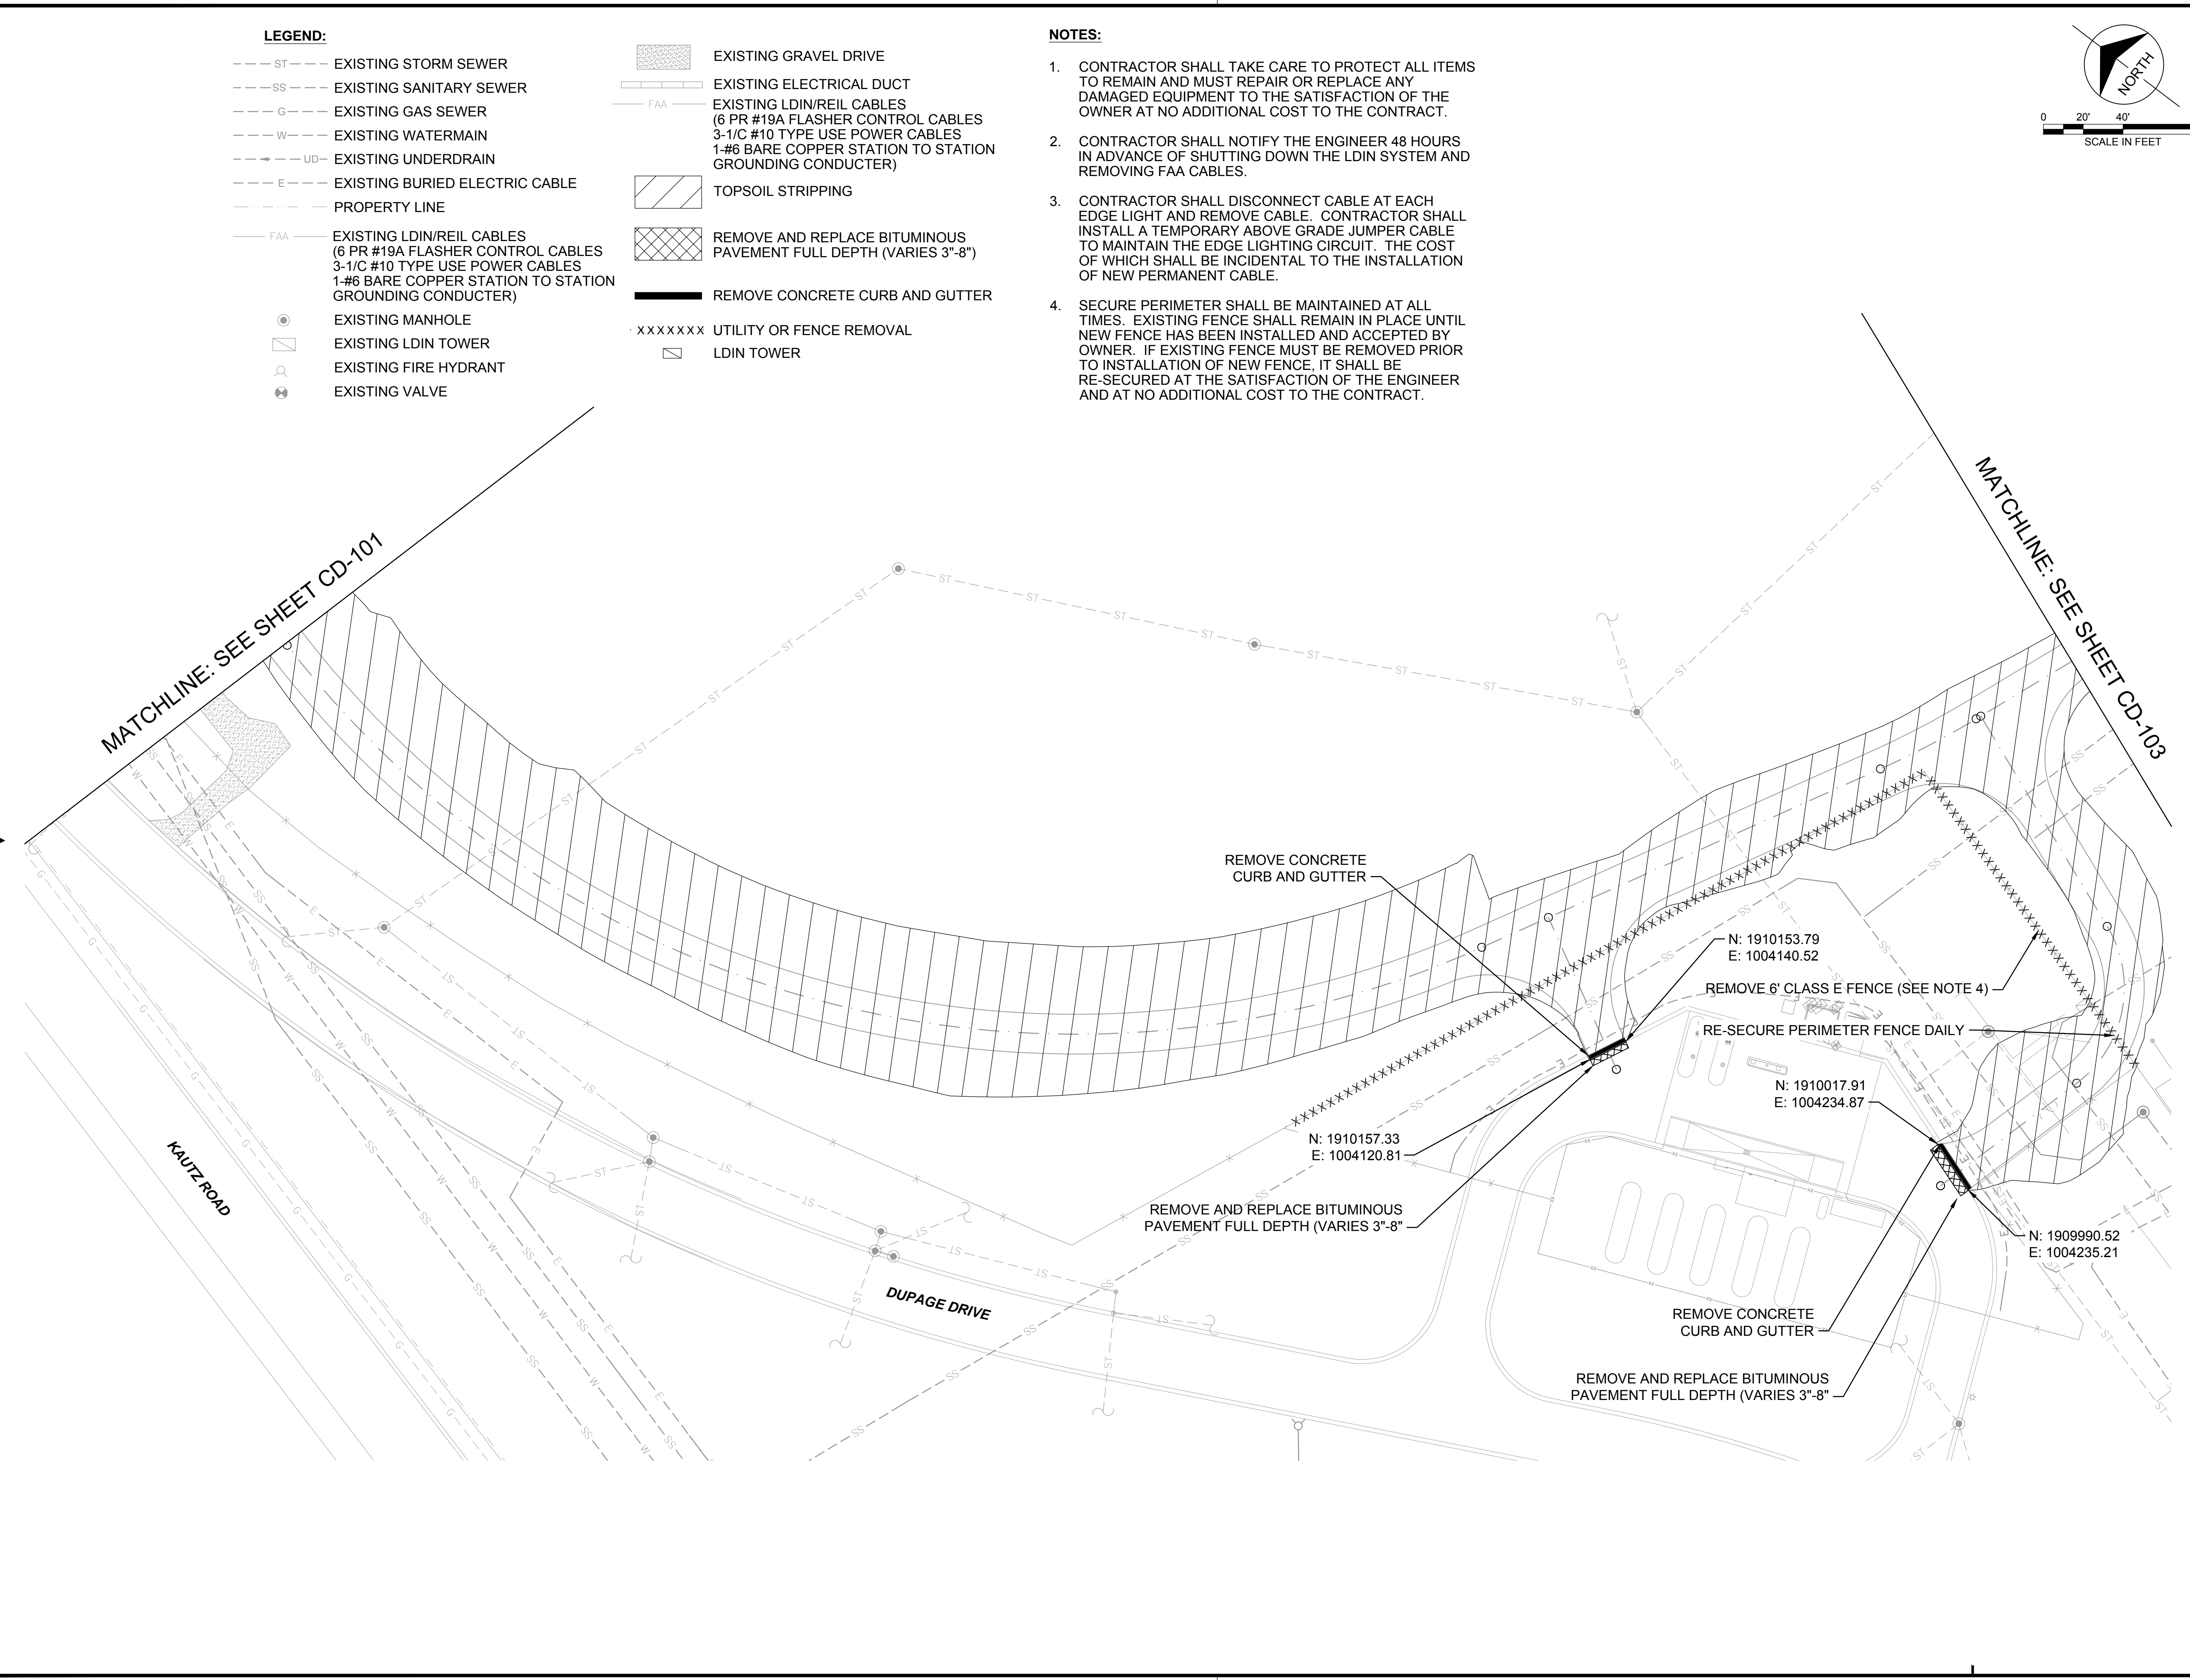 LEGEND:
ST EXISTING STORM SEWER
SS EXISTING SANITARY SEWER
G EXISTING GAS SEWER
W EXISTING WATERMAIN
UD EXISTING UNDERDRAIN
E EXISTING BURIED ELECTRIC CABLE
PROPERTY LINE
FAA EXISTING LDIN/REIL CABLES
(6 PR #19A FLASHER CONTROL CABLES
3-1/C #10 TYPE USE POWER CABLES
1-#6 BARE COPPER STATION TO STATION
GROUNDING CONDUCTER)
EXISTING MANHOLE
EXISTING LDIN TOWER
EXISTING FIRE HYDRANT
EXISTING VALVE
EXISTING GRAVEL DRIVE
EXISTING ELECTRICAL DUCT
FAA EXISTING LDIN/REIL CABLES
(6 PR #19A FLASHER CONTROL CABLES
3-1/C #10 TYPE USE POWER CABLES
1-#6 BARE COPPER STATION TO STATION
GROUNDING CONDUCTER)
TOPSOIL STRIPPING
REMOVE AND REPLACE BITUMINOUS
PAVEMENT FULL DEPTH (VARIES 3"-8")
REMOVE CONCRETE CURB AND GUTTER
XXXXXXX UTILITY OR FENCE REMOVAL
LDIN TOWER
NOTES:
1. CONTRACTOR SHALL TAKE CARE TO PROTECT ALL ITEMS
TO REMAIN AND MUST REPAIR OR REPLACE ANY
DAMAGED EQUIPMENT TO THE SATISFACTION OF THE
OWNER AT NO ADDITIONAL COST TO THE CONTRACT.
2. CONTRACTOR SHALL NOTIFY THE ENGINEER 48 HOURS
IN ADVANCE OF SHUTTING DOWN THE LDIN SYSTEM AND
REMOVING FAA CABLES.
3. CONTRACTOR SHALL DISCONNECT CABLE AT EACH
EDGE LIGHT AND REMOVE CABLE. CONTRACTOR SHALL
INSTALL A TEMPORARY ABOVE GRADE JUMPER CABLE
TO MAINTAIN THE EDGE LIGHTING CIRCUIT. THE COST
OF WHICH SHALL BE INCIDENTAL TO THE INSTALLATION
OF NEW PERMANENT CABLE.
4. SECURE PERIMETER SHALL BE MAINTAINED AT ALL
TIMES. EXISTING FENCE SHALL REMAIN IN PLACE UNTIL
NEW FENCE HAS BEEN INSTALLED AND ACCEPTED BY
OWNER. IF EXISTING FENCE MUST BE REMOVED PRIOR
TO INSTALLATION OF NEW FENCE, IT SHALL BE
RE-SECURED AT THE SATISFACTION OF THE ENGINEER
AND AT NO ADDITIONAL COST TO THE CONTRACT.
NORTH
0 20' 40'
SCALE IN FEET
MATCHLINE: SEE SHEET CD-101
MATCHLINE: SEE SHEET CD-103
REMOVE CONCRETE
CURB AND GUTTER
N: 1910153.79
E: 1004140.52
REMOVE 6' CLASS E FENCE (SEE NOTE 4)
RE-SECURE PERIMETER FENCE DAILY
N: 1910017.91
E: 1004234.87
N: 1910157.33
E: 1004120.81
REMOVE AND REPLACE BITUMINOUS
PAVEMENT FULL DEPTH (VARIES 3"-8"
N: 1909990.52
E: 1004235.21
REMOVE CONCRETE
CURB AND GUTTER
REMOVE AND REPLACE BITUMINOUS
PAVEMENT FULL DEPTH (VARIES 3"-8"
KAUTZ ROAD
DUPAGE DRIVE